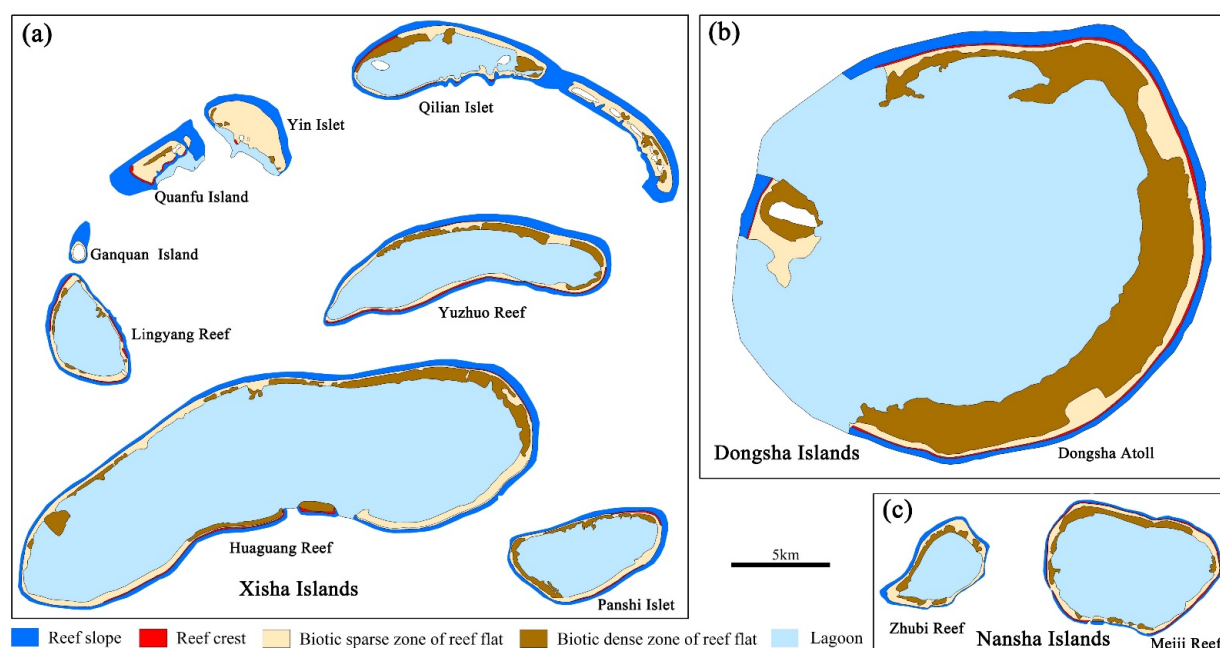 (a)
Qilian Islet
Yin Islet
Quanfu Island
Ganquan Island
Lingyang Reef
Yuzhuo Reef
Huaguang Reef
Xisha Islands
Panshi Islet
(b)
Dongsha Islands
Dongsha Atoll
5km
(c)
Zhubi Reef
Nansha Islands
Meiji Reef
Reef slope
Reef crest
Biotic sparse zone of reef flat
Biotic dense zone of reef flat
Lagoon